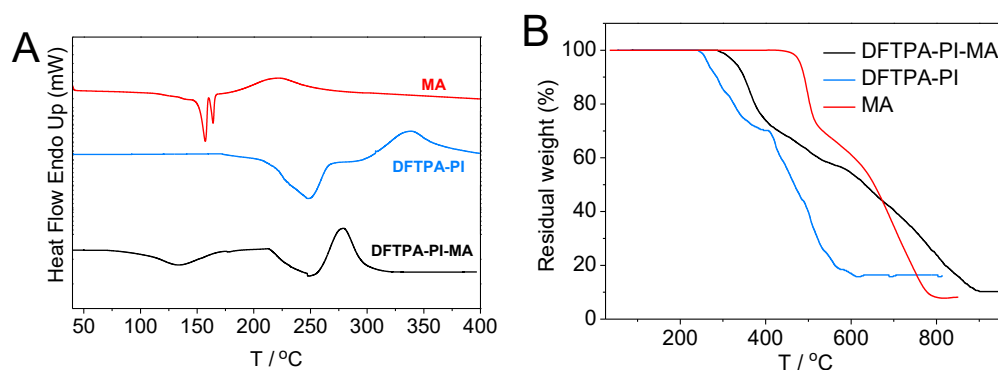 A
Heat Flow Endo Up (mW)
MA
DFTPA-PI
DFTPA-PI-MA
50 100 150 200 250 300 350 400
T / °C
B
Residual weight (%)
100
80
60
40
20
0
DFTPA-PI-MA
DFTPA-PI
MA
200 400 600 800
T / °C